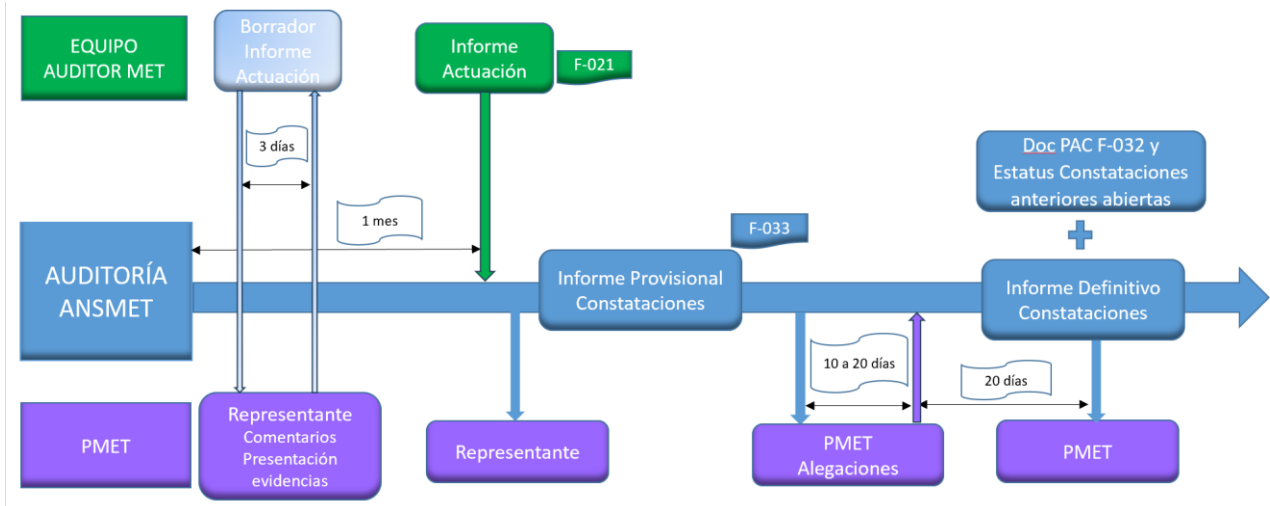 EQUIPO
AUDITOR MET
Borrador
Informe
Actuación
Informe
Actuación
F-021
3 días
1 mes
Doc PAC F-032 y
Estatus Constataciones
anteriores abiertas
F-033
AUDITORÍA
ANSMET
Informe Provisional
Constataciones
Informe Definitivo
Constataciones
10 a 20 días
20 días
PMET
Representante
Comentarios
Presentación
evidencias
Representante
PMET
Alegaciones
PMET